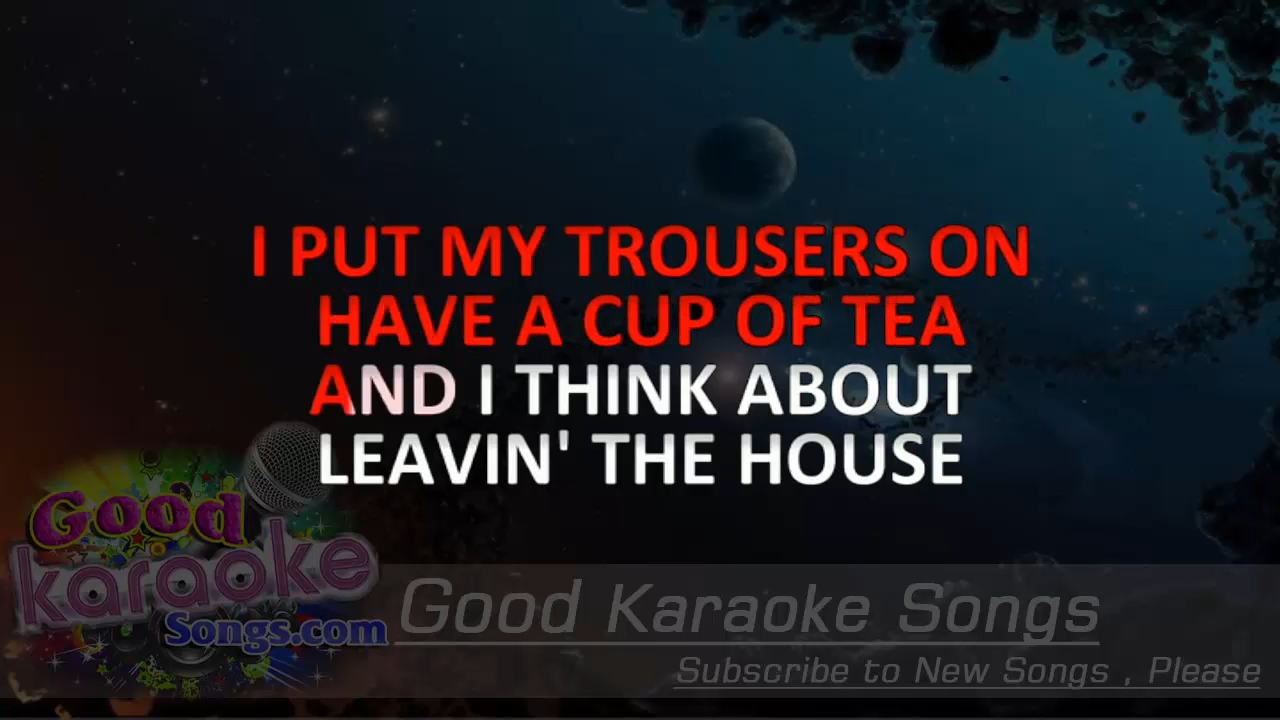 I PUT MY TROUSERS ON
HAVE A CUP OF TEA
AND I THINK ABOUT
LEAVIN' THE HOUSE
Good
karaoke
Songs.com
Good Karaoke Songs
Subscribe to New Songs , Please